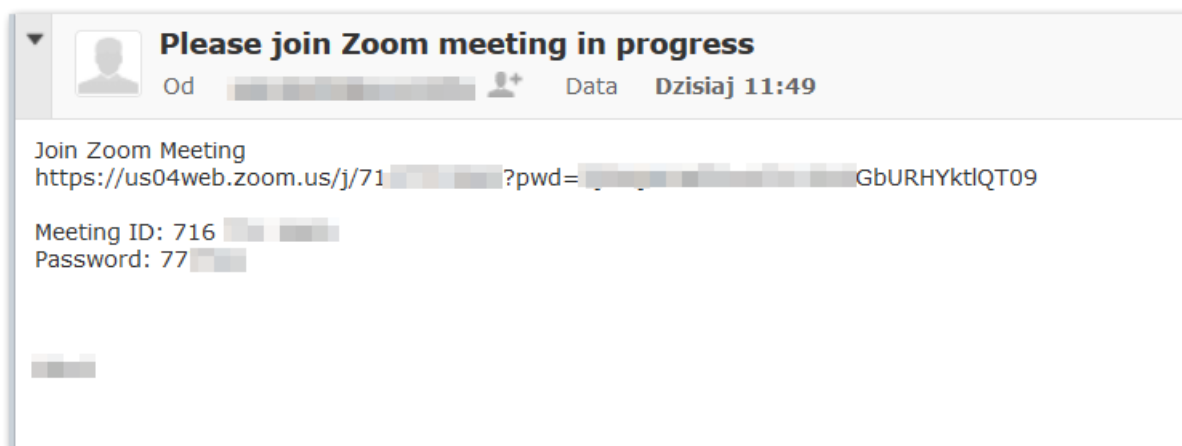 Please join Zoom meeting in progress
Od Data Dzisiaj 11:49
Join Zoom Meeting
https://us04web.zoom.us/j/71 ?pwd= GbURHYktlQT09
Meeting ID: 716
Password: 77